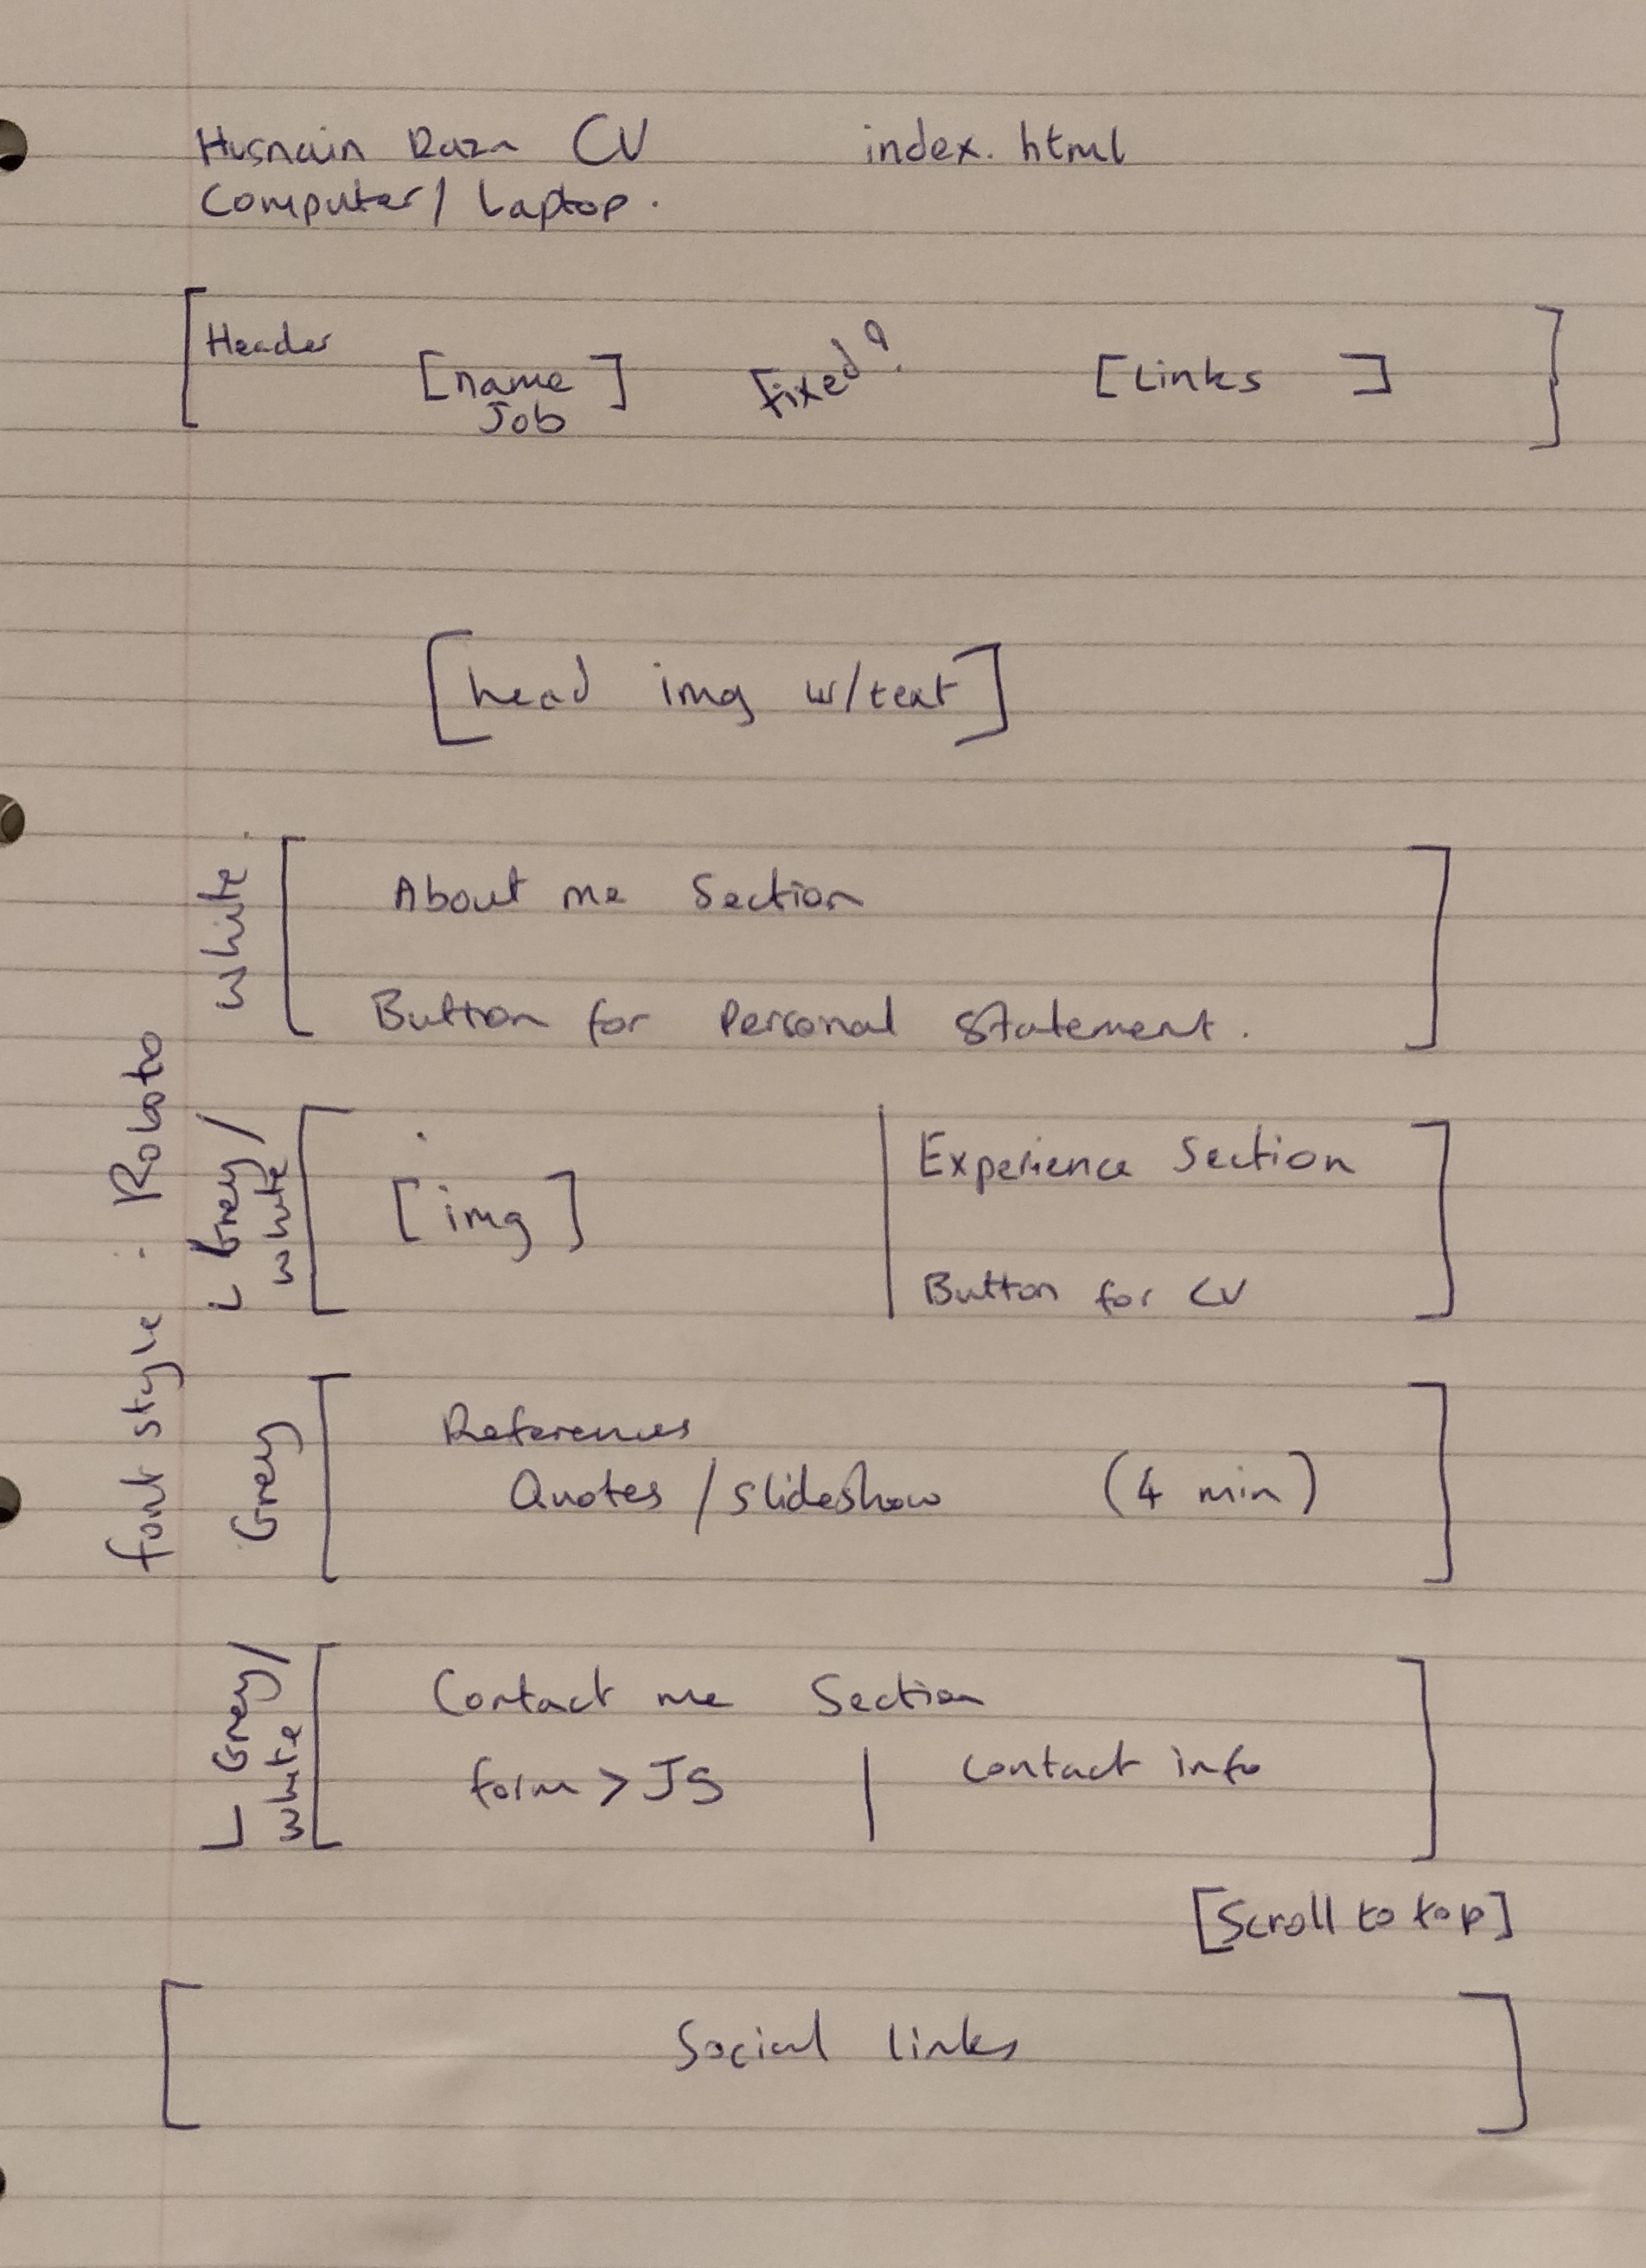 Husnain Raza CV index.html
Computer/Laptop.
[Header [name] fixed? [Links] ]
Job
[head img w/text]
white
[About me Section
Button for Personal Statement.]
font style: Roboto
L Grey/
white
[ [img] | Experience Section
Button for CV ]
Grey
[References
Quotes/slideshow (4 min) ]
L Grey/
white
[Contact me Section
form > JS | contact info ]
[Scroll to top]
[Social links]